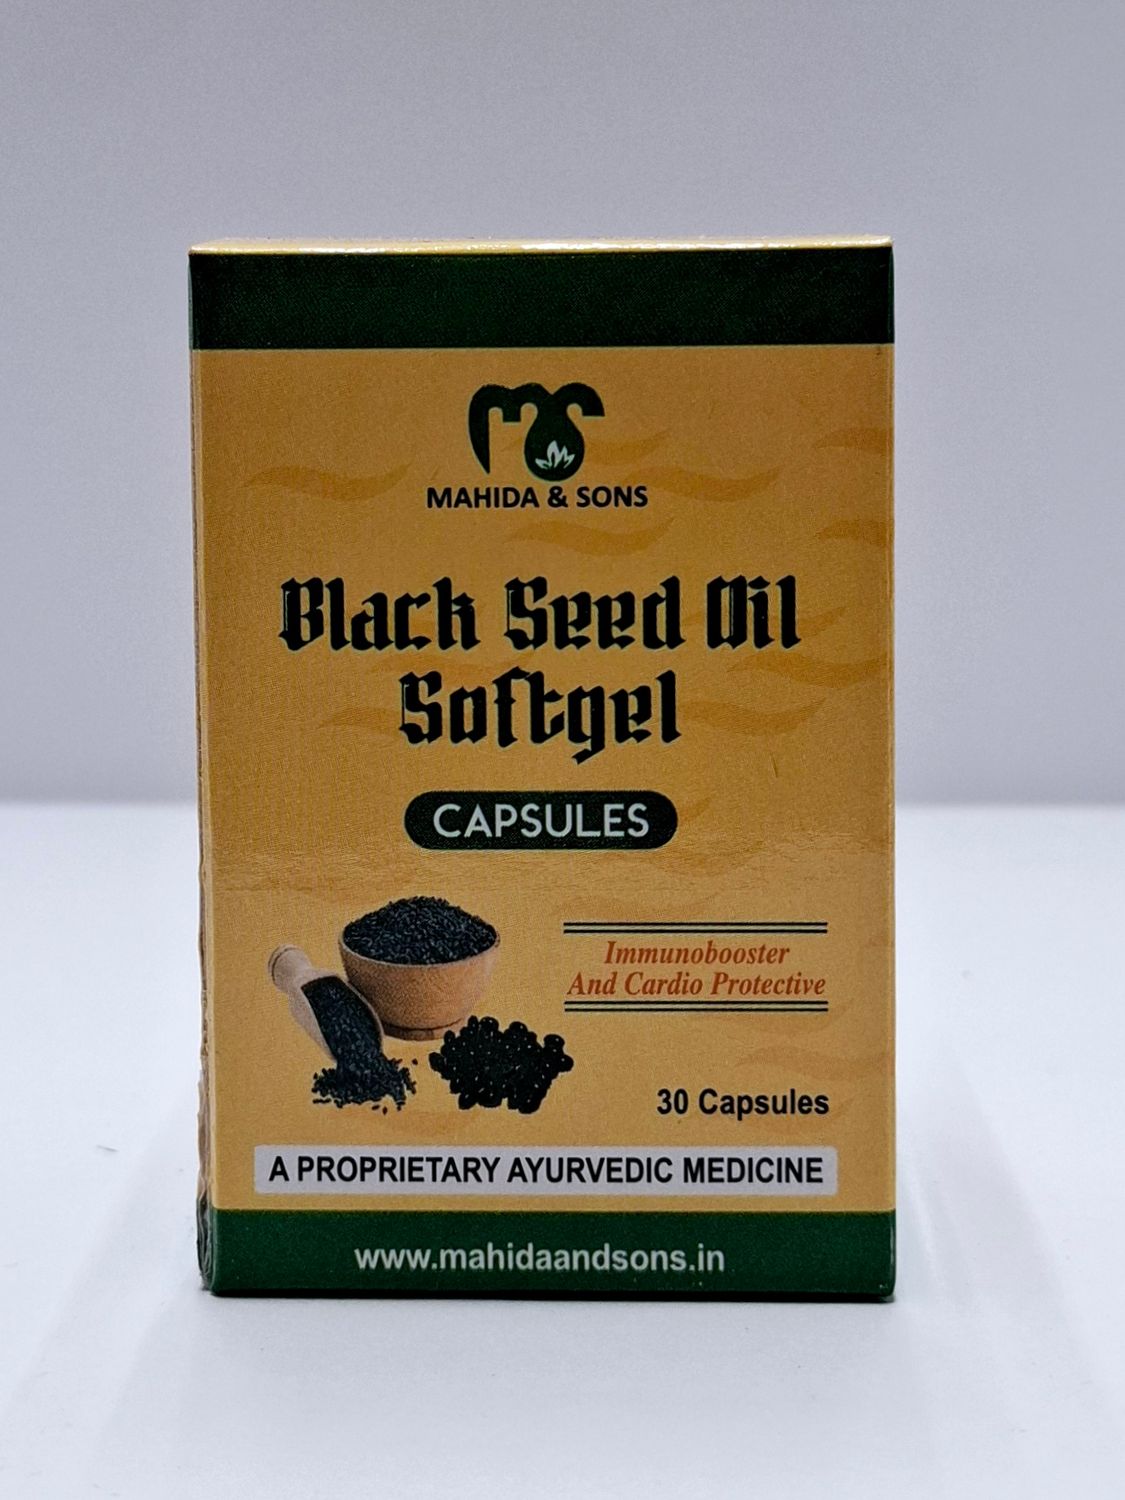 MAHIDA & SONS
Black Seed Oil
Softgel
CAPSULES
Immunobooster
And Cardio Protective
30 Capsules
A PROPRIETARY AYURVEDIC MEDICINE
www.mahidaandsons.in